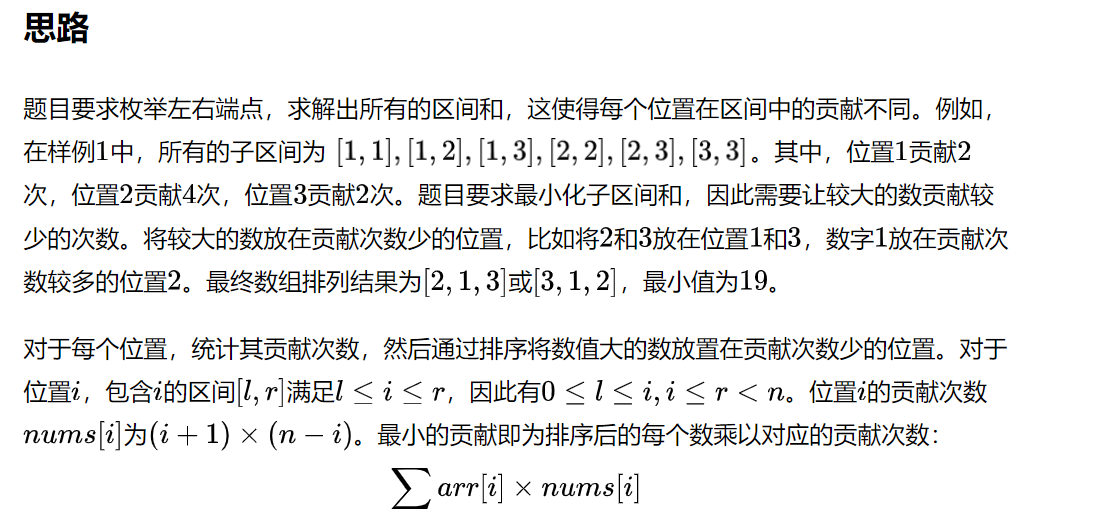 思路
题目要求枚举左右端点，求解出所有的区间和，这使得每个位置在区间中的贡献不同。例如，
在样例1中，所有的子区间为 [1, 1], [1, 2], [1, 3], [2, 2], [2, 3], [3, 3]。其中，位置1贡献2
次，位置2贡献4次，位置3贡献2次。题目要求最小化子区间和，因此需要让较大的数贡献较
少的次数。将较大的数放在贡献次数少的位置，比如将2和3放在位置1和3，数字1放在贡献次
数较多的位置2。最终数组排列结果为[2, 1, 3]或[3, 1, 2]，最小值为19。
对于每个位置，统计其贡献次数，然后通过排序将数值大的数放置在贡献次数少的位置。对于
位置i，包含i的区间[l, r]满足l ≤ i ≤ r，因此有0 ≤ l ≤ i, i ≤ r < n。位置i的贡献次数
nums[i]为(i + 1) × (n − i)。最小的贡献即为排序后的每个数乘以对应的贡献次数：
∑ arr[i] × nums[i]